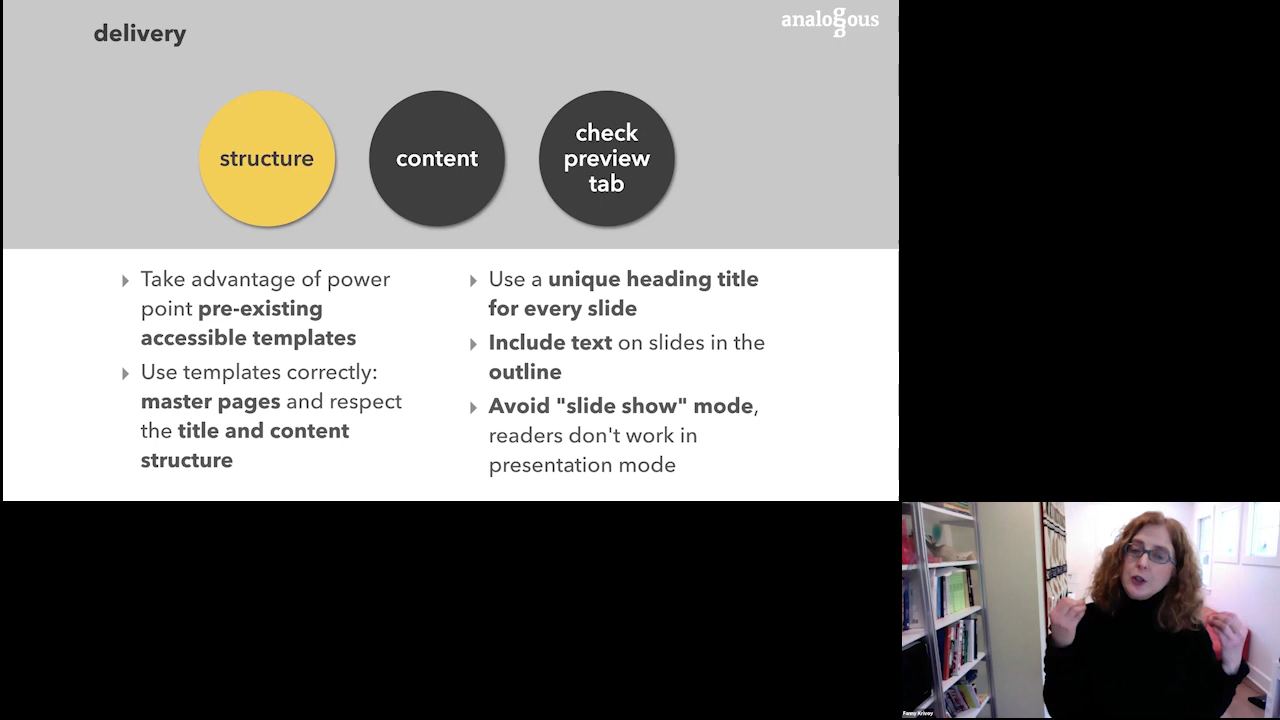 delivery
analogous
structure
content
check
preview
tab
Take advantage of power
point pre-existing
accessible templates
Use templates correctly:
master pages and respect
the title and content
structure
Use a unique heading title
for every slide
Include text on slides in the
outline
Avoid "slide show" mode,
readers don't work in
presentation mode
Fanny Krivoy